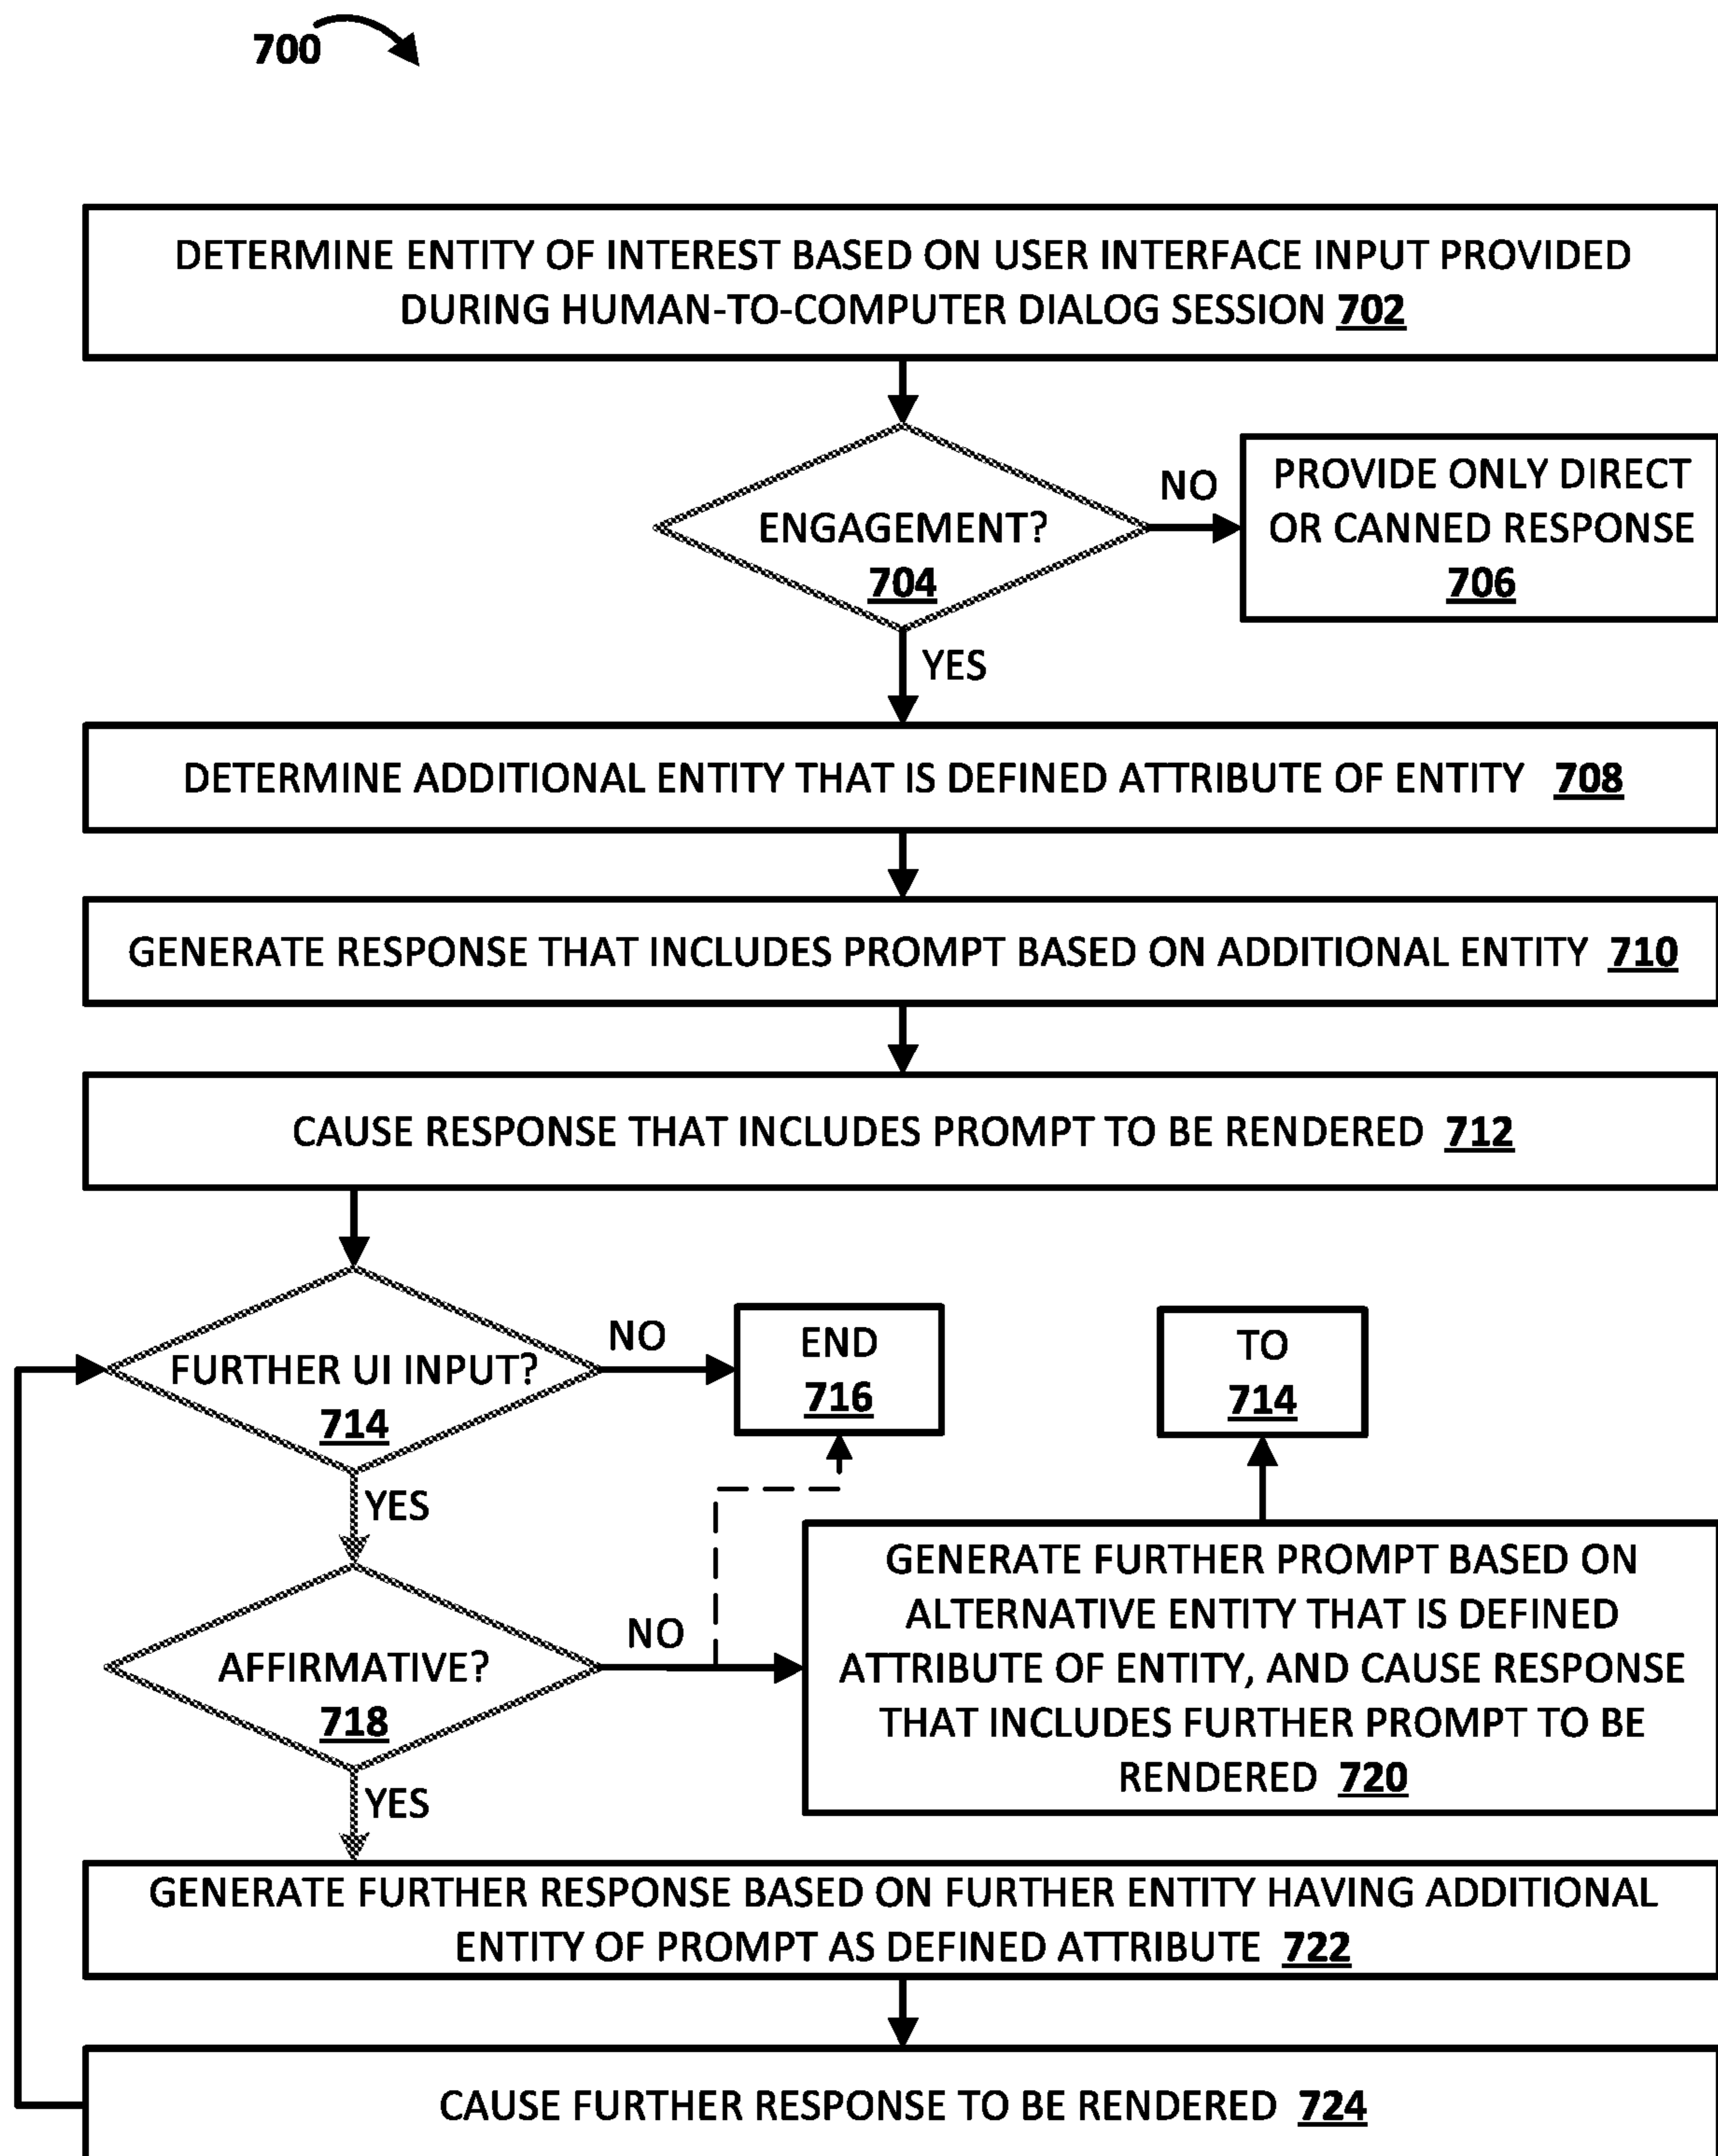 700
DETERMINE ENTITY OF INTEREST BASED ON USER INTERFACE INPUT PROVIDED
DURING HUMAN-TO-COMPUTER DIALOG SESSION 702
ENGAGEMENT?
704
NO
PROVIDE ONLY DIRECT
OR CANNED RESPONSE
706
YES
DETERMINE ADDITIONAL ENTITY THAT IS DEFINED ATTRIBUTE OF ENTITY 708
GENERATE RESPONSE THAT INCLUDES PROMPT BASED ON ADDITIONAL ENTITY 710
CAUSE RESPONSE THAT INCLUDES PROMPT TO BE RENDERED 712
FURTHER UI INPUT?
714
NO
END
716
TO
714
YES
AFFIRMATIVE?
718
NO
GENERATE FURTHER PROMPT BASED ON
ALTERNATIVE ENTITY THAT IS DEFINED
ATTRIBUTE OF ENTITY, AND CAUSE RESPONSE
THAT INCLUDES FURTHER PROMPT TO BE
RENDERED 720
YES
GENERATE FURTHER RESPONSE BASED ON FURTHER ENTITY HAVING ADDITIONAL
ENTITY OF PROMPT AS DEFINED ATTRIBUTE 722
CAUSE FURTHER RESPONSE TO BE RENDERED 724